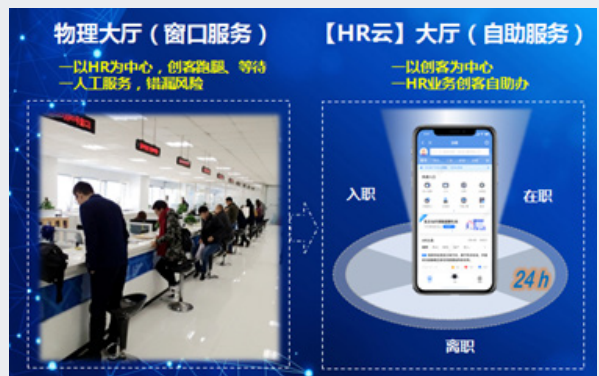 物理大厅（窗口服务）
—以HR为中心，创客跑腿、等待
—人工服务，错漏风险
【HR云】大厅（自助服务）
—以创客为中心
—HR业务创客自助办
入职
在职
24 h
离职